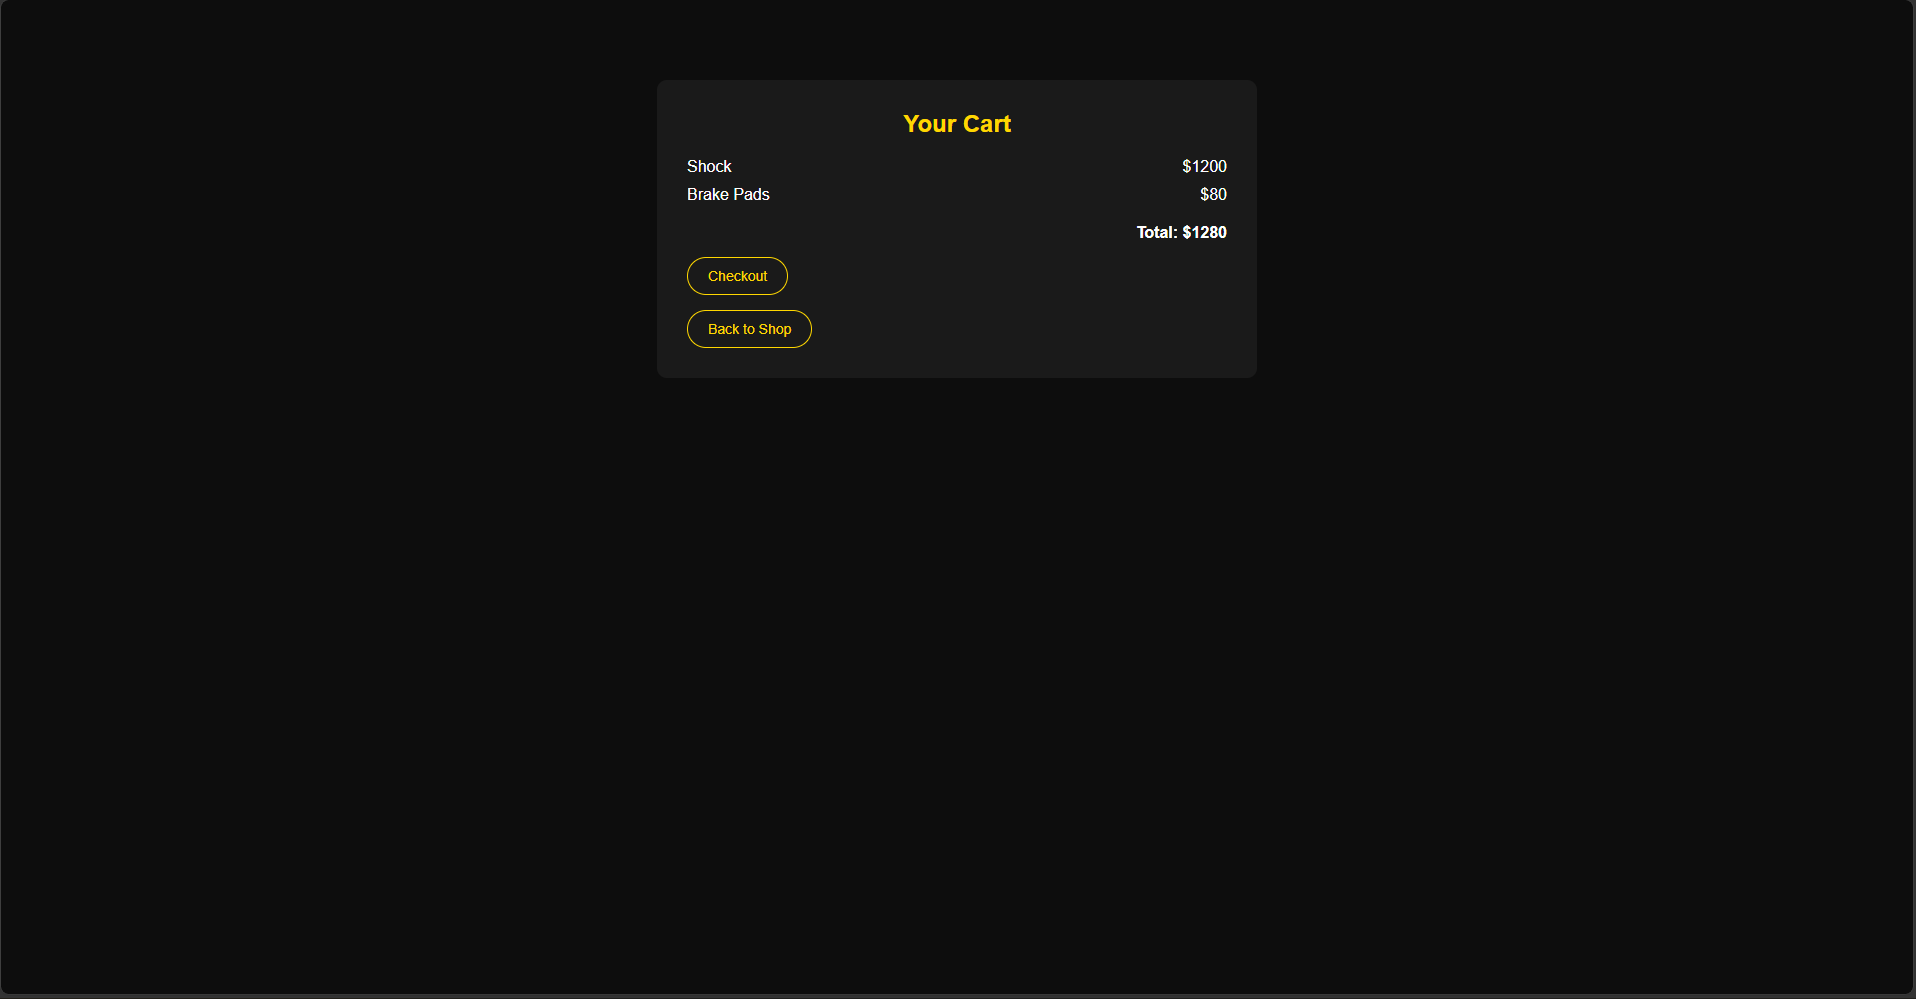 Your Cart
Shock $1200
Brake Pads $80
Total: $1280
Checkout
Back to Shop